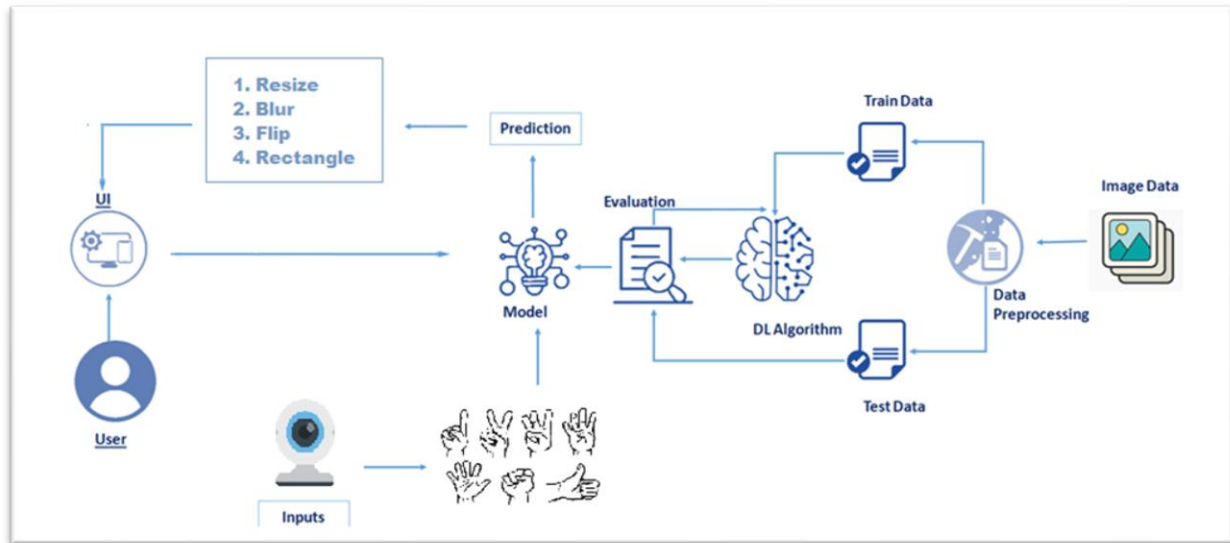 1. Resize
2. Blur
3. Flip
4. Rectangle
Prediction
Train Data
Image Data
UI
Evaluation
Model
DL Algorithm
Data
Preprocessing
Test Data
User
Inputs